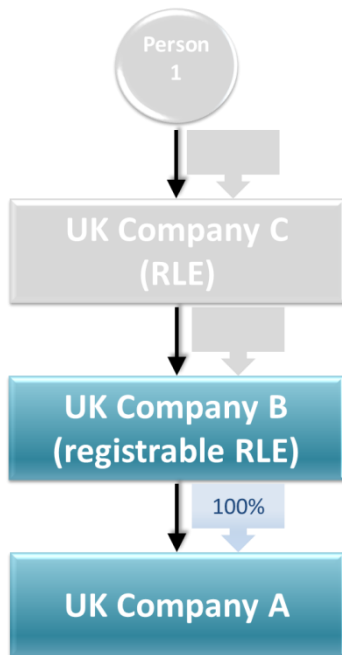 Person
1
UK Company C
(RLE)
UK Company B
(registrable RLE)
100%
UK Company A